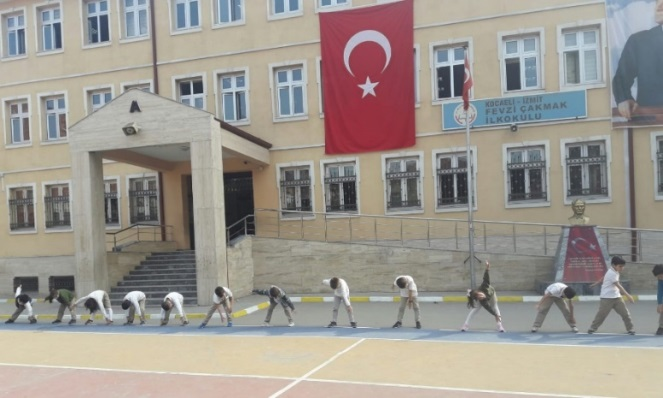 A
KOCAELİ - İZMİT
FEVZİ ÇAKMAK
İLKOKULU